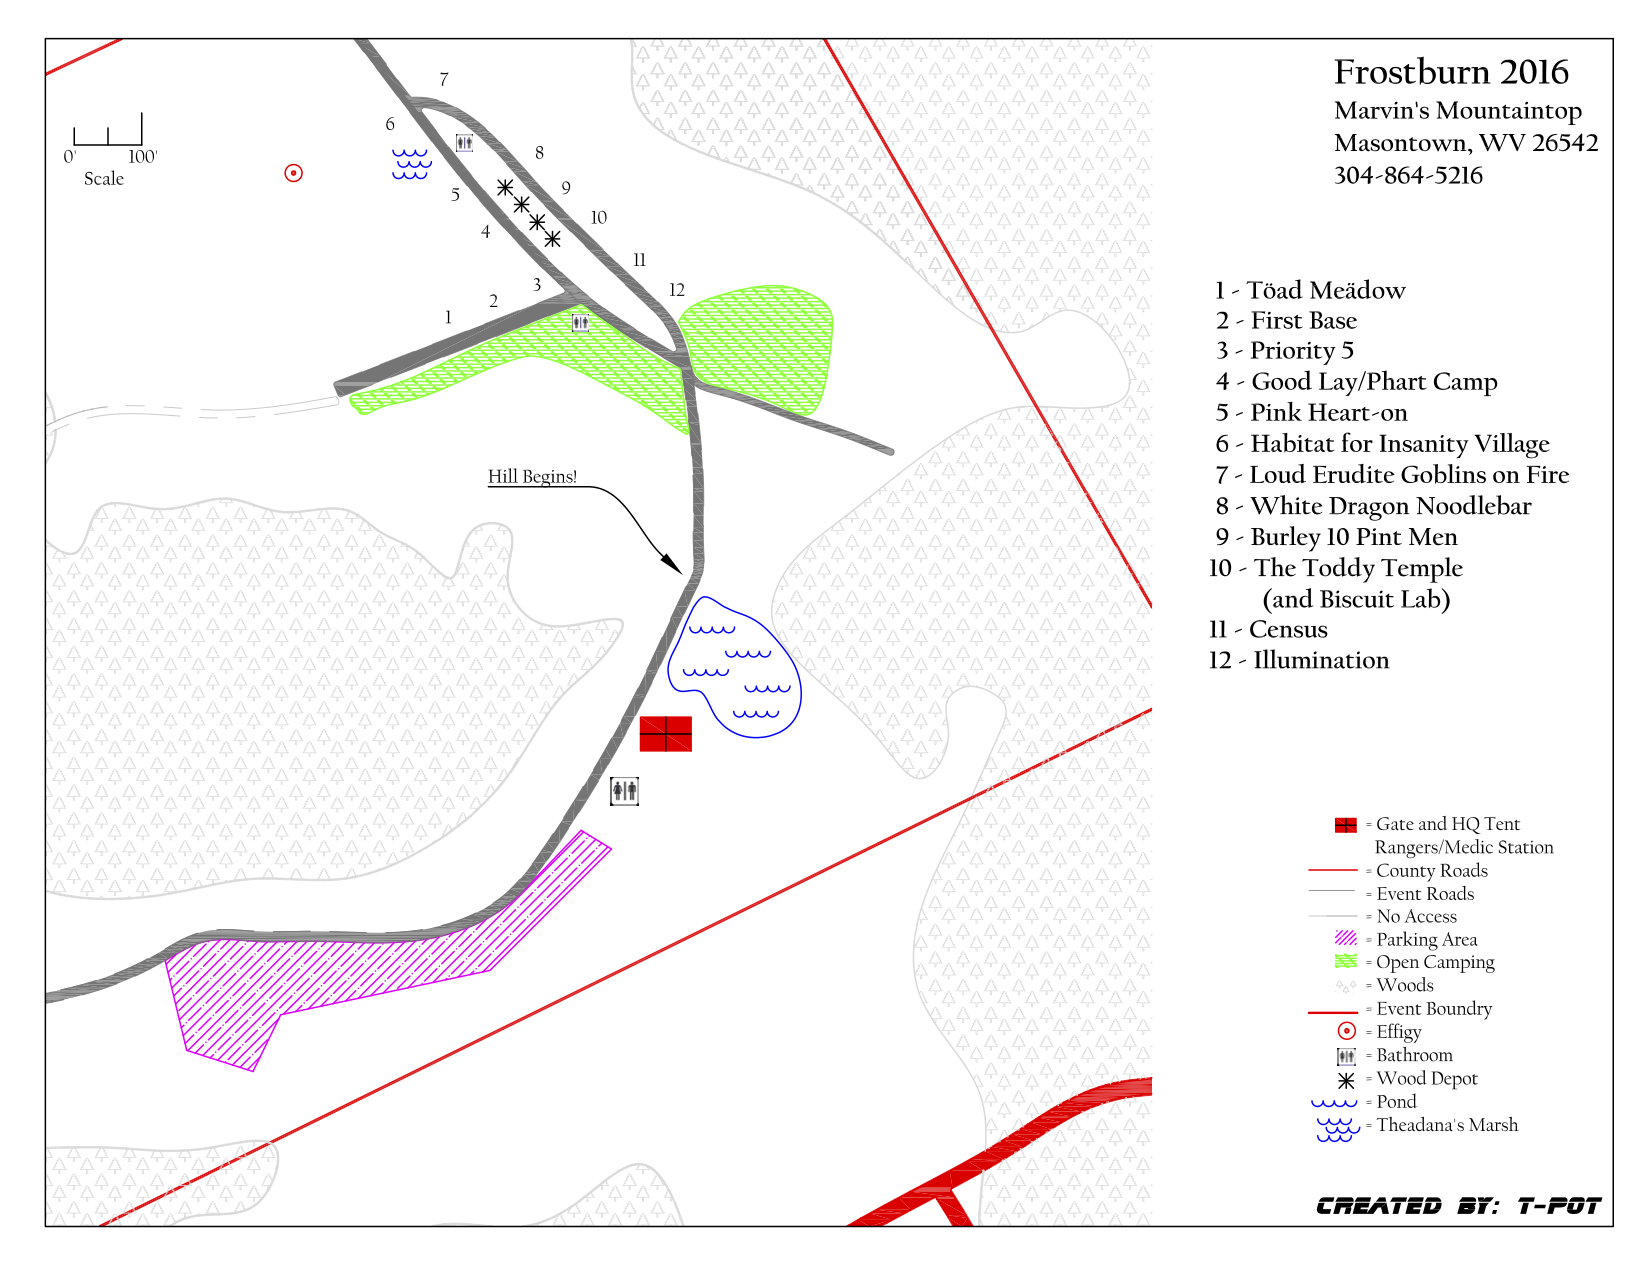 Frostburn 2016
Marvin's Mountaintop
Masontown, WV 26542
304-864-5216
0' 100'
Scale
7
6
8
5
9
4
10
11
3
12
2
1
Hill Begins!
1 - Töad Meädow
2 - First Base
3 - Priority 5
4 - Good Lay/Phart Camp
5 - Pink Heart-on
6 - Habitat for Insanity Village
7 - Loud Erudite Goblins on Fire
8 - White Dragon Noodlebar
9 - Burley 10 Pint Men
10 - The Toddy Temple
(and Biscuit Lab)
11 - Census
12 - Illumination
= Gate and HQ Tent
Rangers/Medic Station
= County Roads
= Event Roads
= No Access
= Parking Area
= Open Camping
= Woods
= Event Boundry
= Effigy
= Bathroom
= Wood Depot
= Pond
= Theadana's Marsh
CREATED BY: T-POT